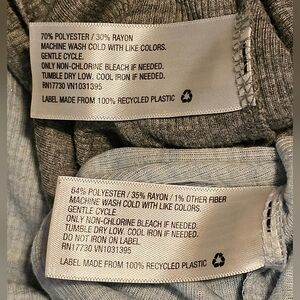 70% POLYESTER / 30% RAYON
MACHINE WASH COLD WITH LIKE COLORS.
GENTLE CYCLE.
ONLY NON-CHLORINE BLEACH IF NEEDED.
TUMBLE DRY LOW. COOL IRON IF NEEDED.
RN17730 VN1031395
LABEL MADE FROM 100% RECYCLED PLASTIC
64% POLYESTER / 35% RAYON / 1% OTHER FIBER
MACHINE WASH COLD WITH LIKE COLORS.
GENTLE CYCLE.
ONLY NON-CHLORINE BLEACH IF NEEDED.
TUMBLE DRY LOW. COOL IRON IF NEEDED.
DO NOT IRON ON LABEL.
RN17730 VN1031395
LABEL MADE FROM 100% RECYCLED PLASTIC